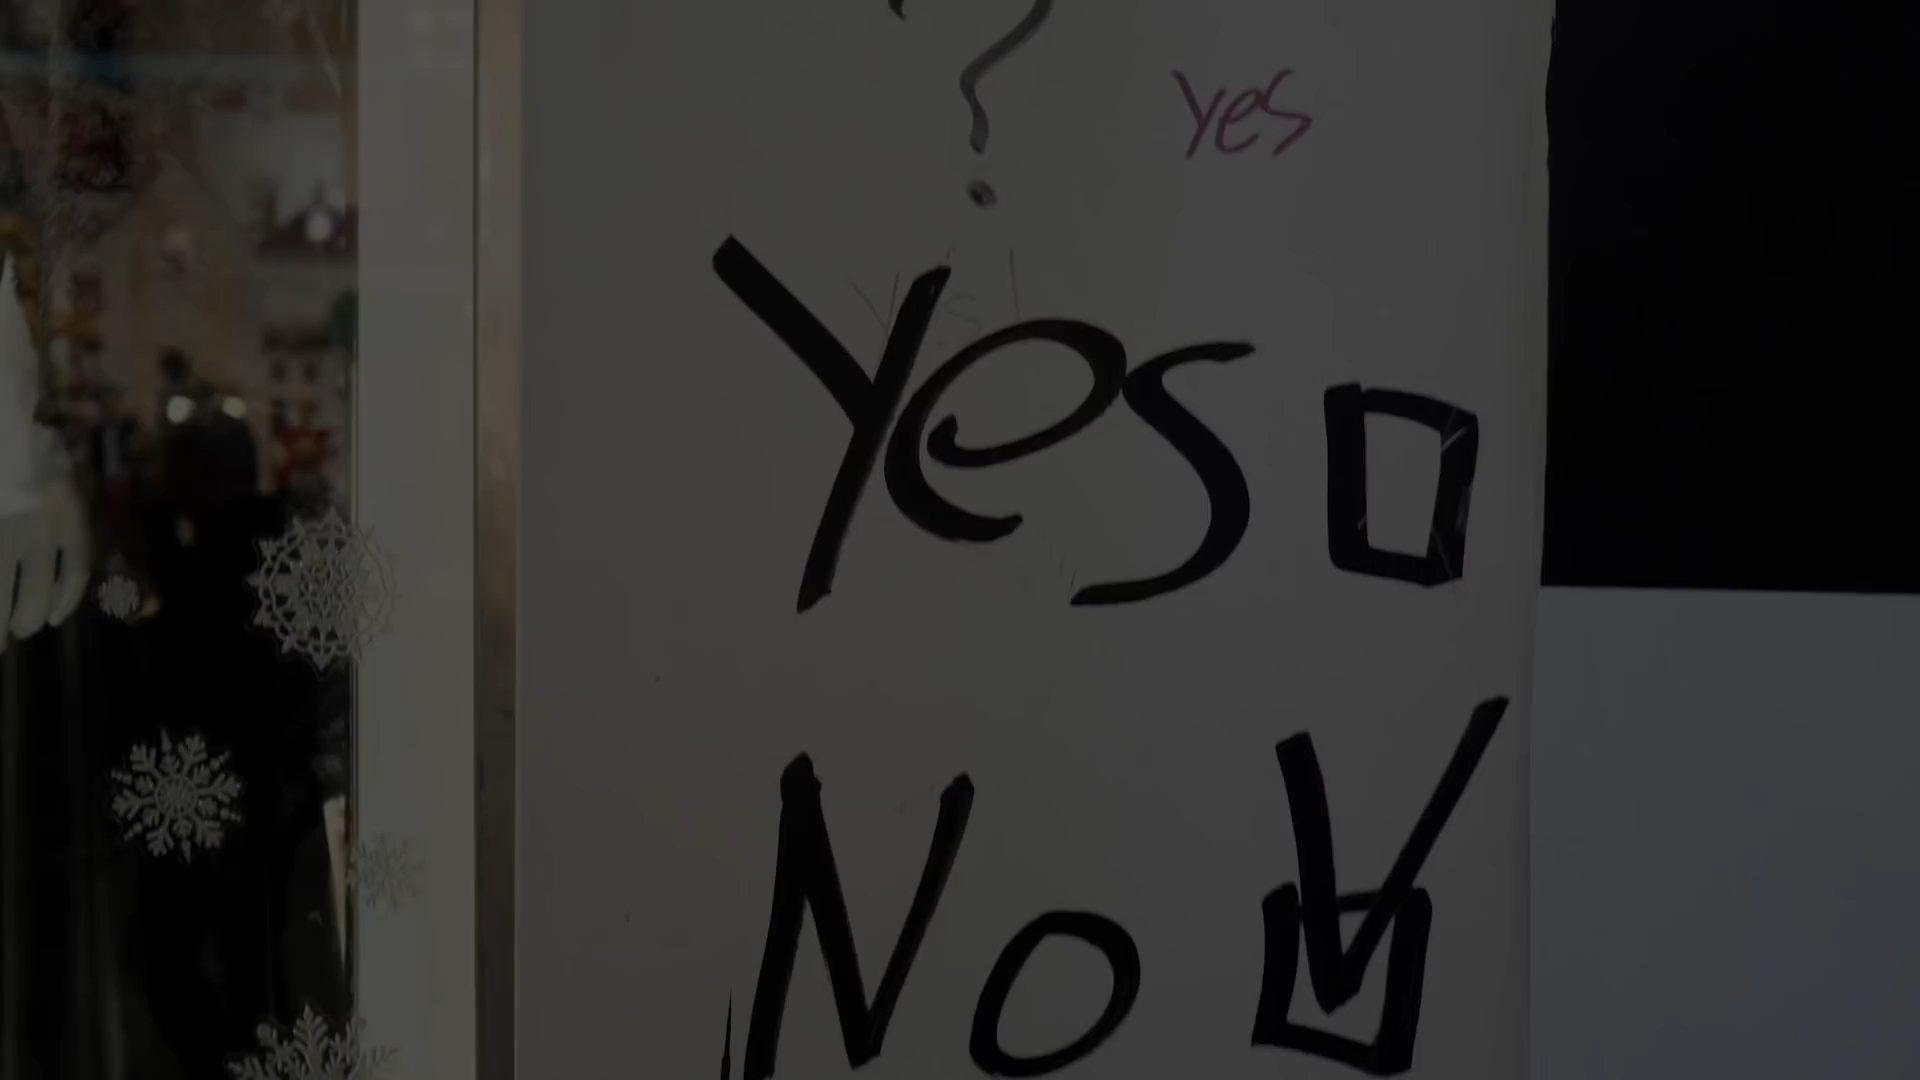 ?
yes
Yes
No